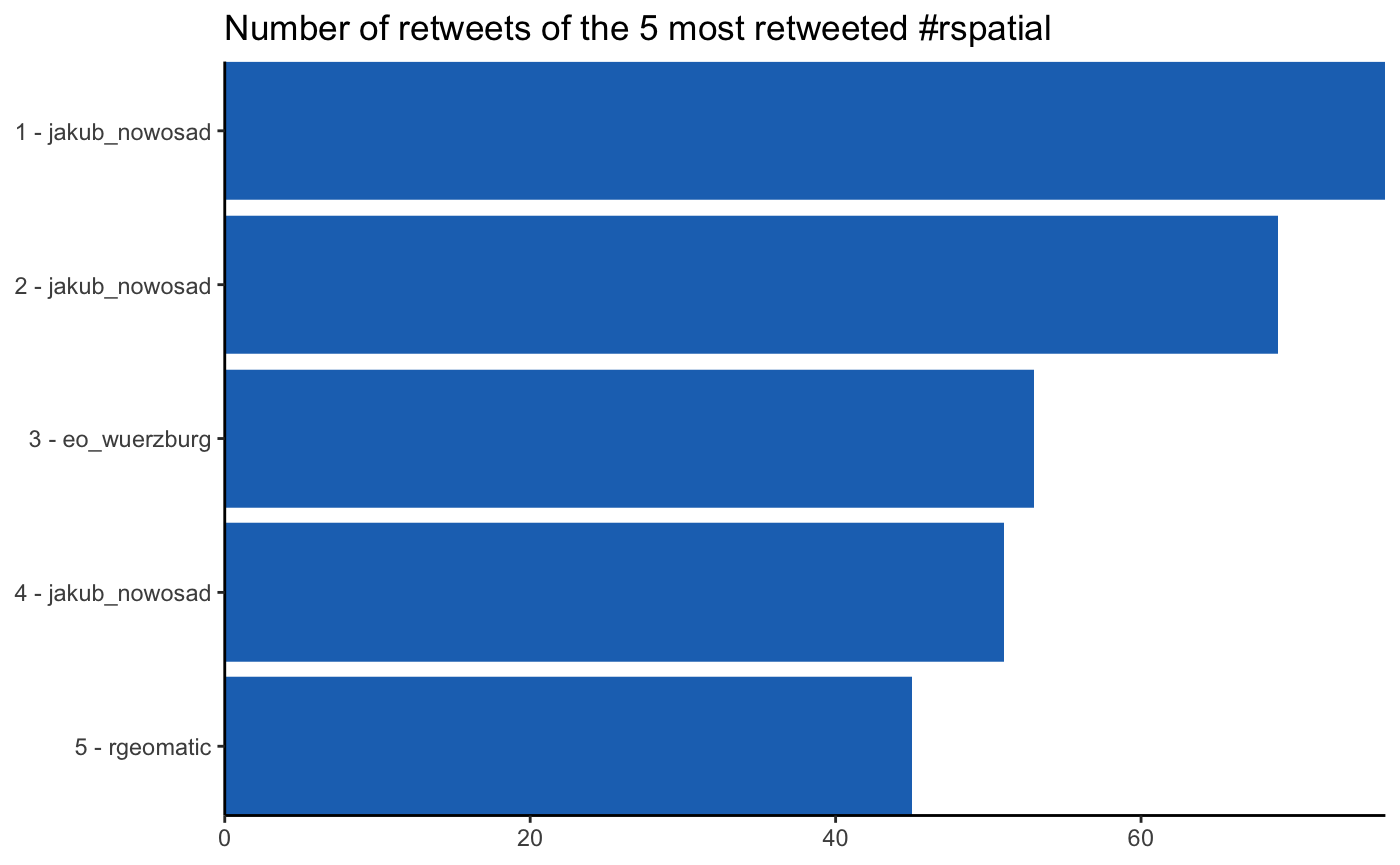 Number of retweets of the 5 most retweeted #rspatial
1 - jakub_nowosad
2 - jakub_nowosad
3 - eo_wuerzburg
4 - jakub_nowosad
5 - rgeomatic
0 20 40 60